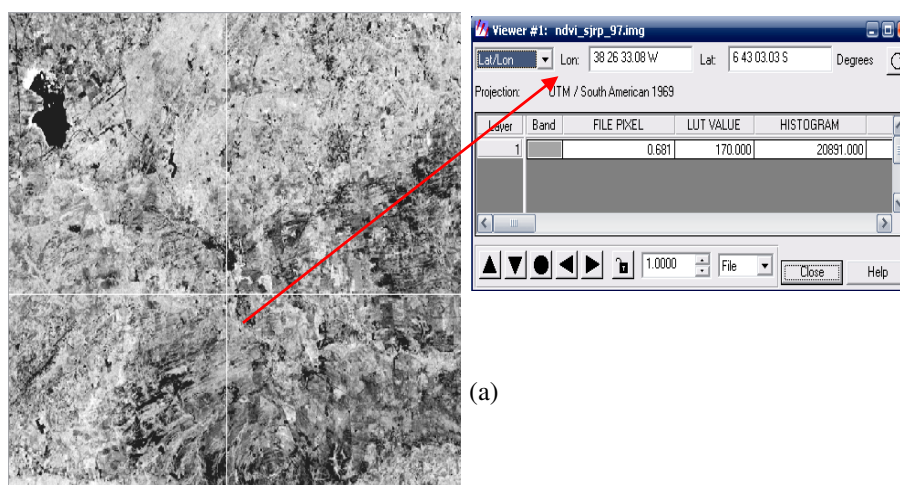 Viewer #1: ndvi_sjrp_97.img
Lat/Lon Lon: 38 26 33.08 W Lat: 6 43 03.03 S Degrees
Projection: UTM / South American 1969
Layer Band FILE PIXEL LUT VALUE HISTOGRAM
1 0.681 170.000 20891.000
1.0000 File Close Help
(a)